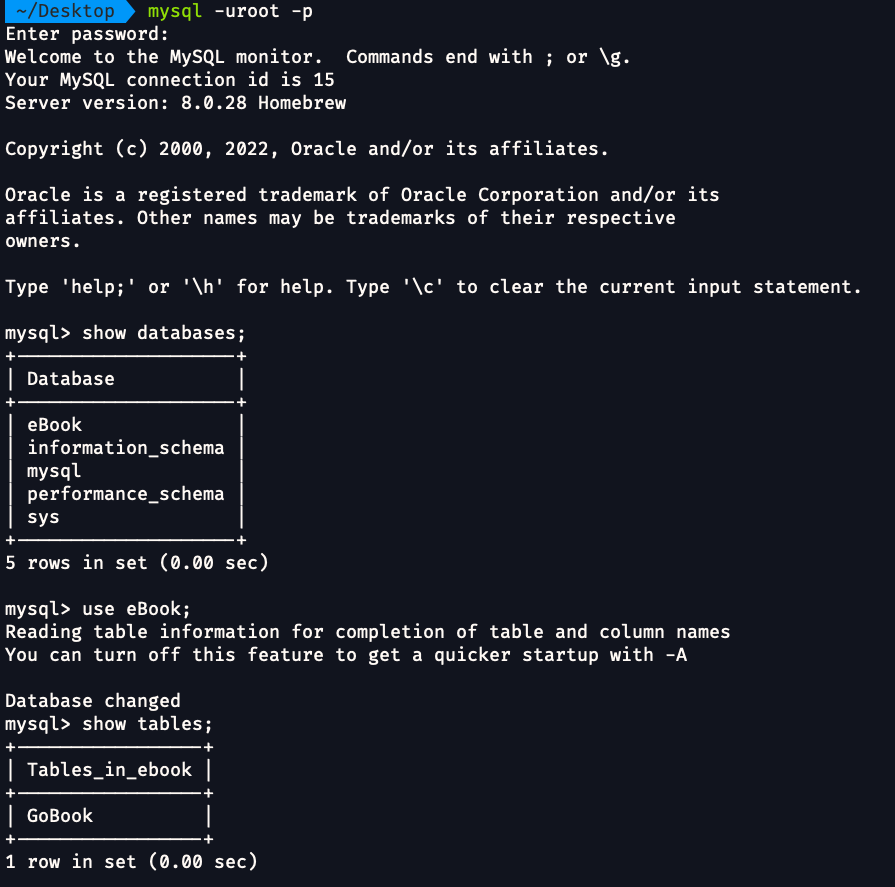 ~/Desktop mysql -uroot -p
Enter password:
Welcome to the MySQL monitor.  Commands end with ; or \g.
Your MySQL connection id is 15
Server version: 8.0.28 Homebrew
Copyright (c) 2000, 2022, Oracle and/or its affiliates.
Oracle is a registered trademark of Oracle Corporation and/or its
affiliates. Other names may be trademarks of their respective
owners.
Type 'help;' or '\h' for help. Type '\c' to clear the current input statement.
mysql> show databases;
+--------------------+
| Database           |
+--------------------+
| eBook              |
| information_schema |
| mysql              |
| performance_schema |
| sys                |
+--------------------+
5 rows in set (0.00 sec)
mysql> use eBook;
Reading table information for completion of table and column names
You can turn off this feature to get a quicker startup with -A
Database changed
mysql> show tables;
+-----------------+
| Tables_in_ebook |
+-----------------+
| GoBook          |
+-----------------+
1 row in set (0.00 sec)